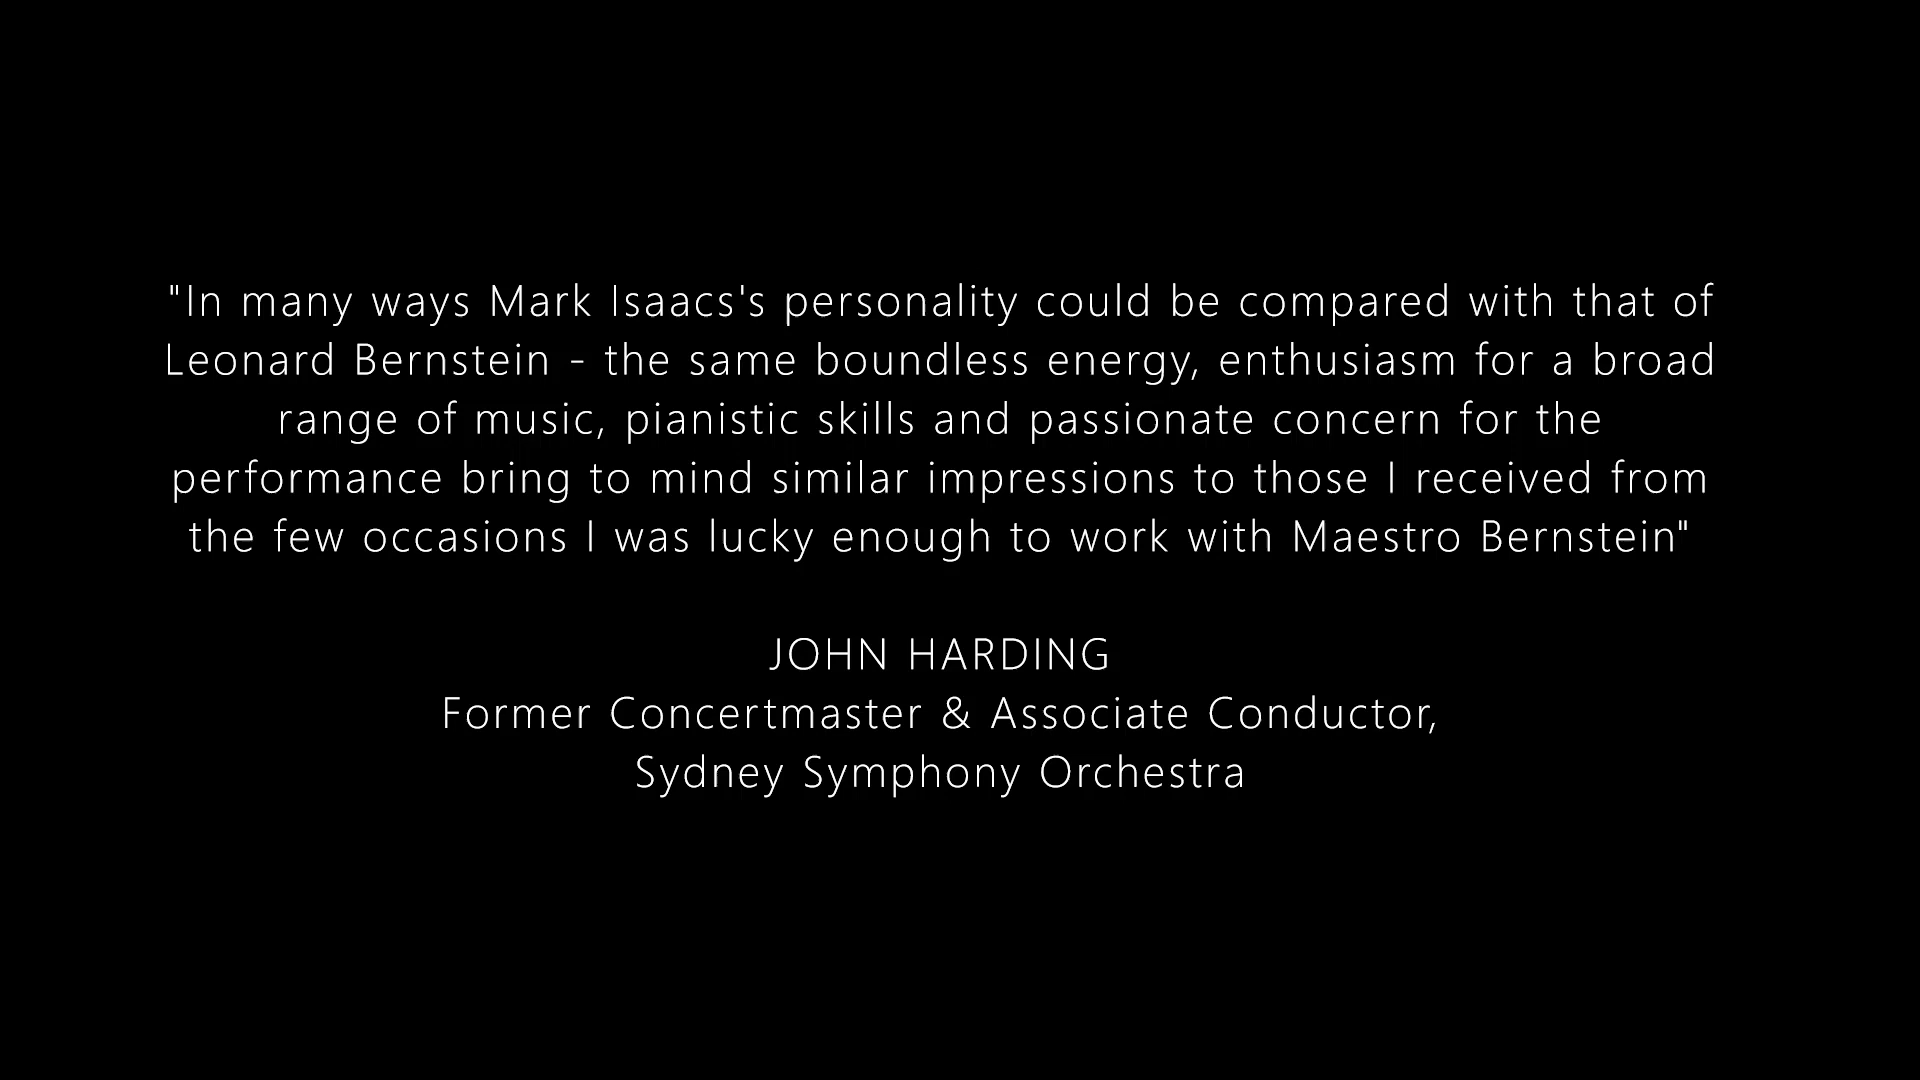 "In many ways Mark Isaacs's personality could be compared with that of
Leonard Bernstein - the same boundless energy, enthusiasm for a broad
range of music, pianistic skills and passionate concern for the
performance bring to mind similar impressions to those I received from
the few occasions I was lucky enough to work with Maestro Bernstein"
JOHN HARDING
Former Concertmaster & Associate Conductor,
Sydney Symphony Orchestra